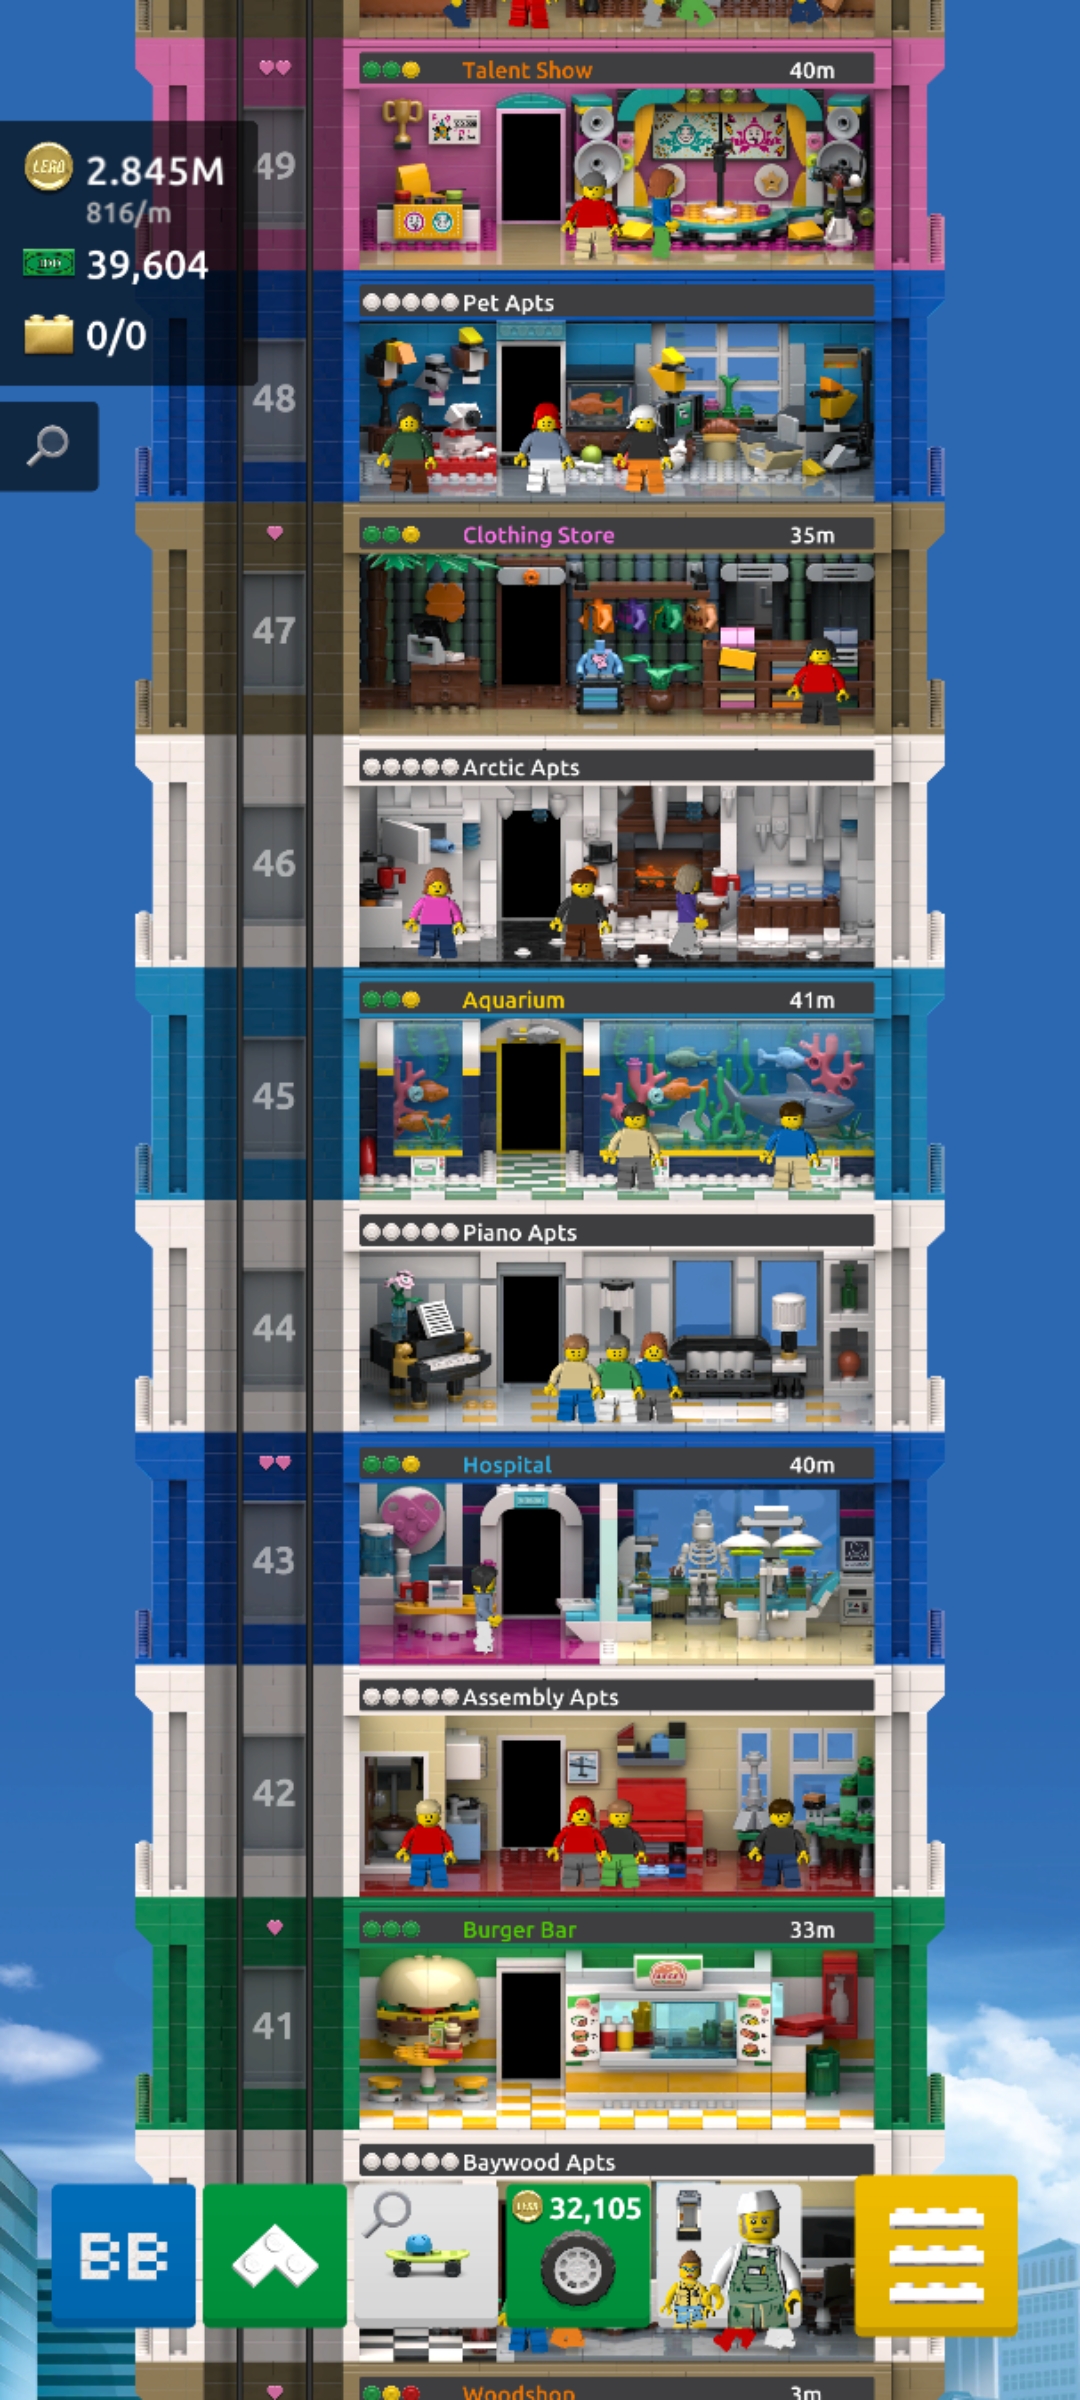 Talent Show 40m
49
LEGO 2.845M
816/m
39,604
0/0
Pet Apts
48
Clothing Store 35m
47
Arctic Apts
46
Aquarium 41m
45
Piano Apts
44
Hospital 40m
43
Assembly Apts
42
Burger Bar 33m
41
Baywood Apts
BB
32,105
Woodshop 3m